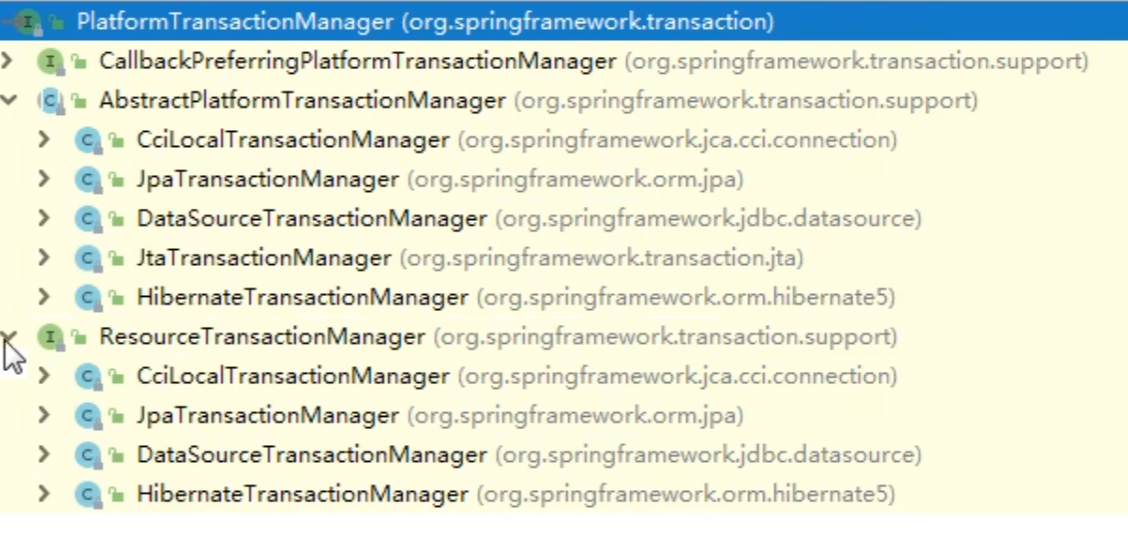 PlatformTransactionManager (org.springframework.transaction)
CallbackPreferringPlatformTransactionManager (org.springframework.transaction.support)
AbstractPlatformTransactionManager (org.springframework.transaction.support)
CciLocalTransactionManager (org.springframework.jca.cci.connection)
JpaTransactionManager (org.springframework.orm.jpa)
DataSourceTransactionManager (org.springframework.jdbc.datasource)
JtaTransactionManager (org.springframework.transaction.jta)
HibernateTransactionManager (org.springframework.orm.hibernate5)
ResourceTransactionManager (org.springframework.transaction.support)
CciLocalTransactionManager (org.springframework.jca.cci.connection)
JpaTransactionManager (org.springframework.orm.jpa)
DataSourceTransactionManager (org.springframework.jdbc.datasource)
HibernateTransactionManager (org.springframework.orm.hibernate5)